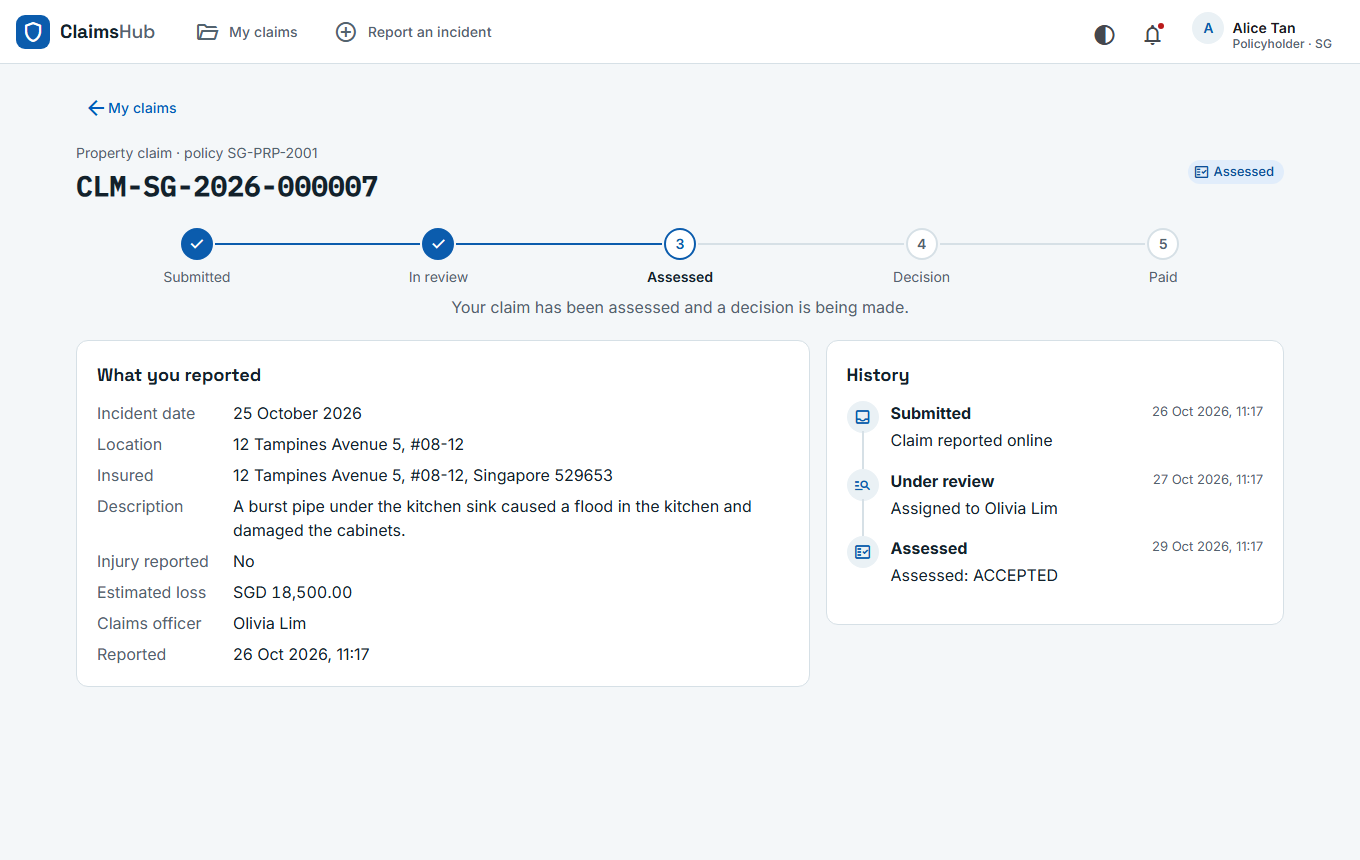 ClaimsHub
My claims
Report an incident
A
Alice Tan
Policyholder · SG
My claims
Property claim · policy SG-PRP-2001
CLM-SG-2026-000007
Assessed
3
4
5
Submitted
In review
Assessed
Decision
Paid
Your claim has been assessed and a decision is being made.
What you reported
Incident date 25 October 2026
Location 12 Tampines Avenue 5, #08-12
Insured 12 Tampines Avenue 5, #08-12, Singapore 529653
Description A burst pipe under the kitchen sink caused a flood in the kitchen and
damaged the cabinets.
Injury reported No
Estimated loss SGD 18,500.00
Claims officer Olivia Lim
Reported 26 Oct 2026, 11:17
History
Submitted 26 Oct 2026, 11:17
Claim reported online
Under review 27 Oct 2026, 11:17
Assigned to Olivia Lim
Assessed 29 Oct 2026, 11:17
Assessed: ACCEPTED